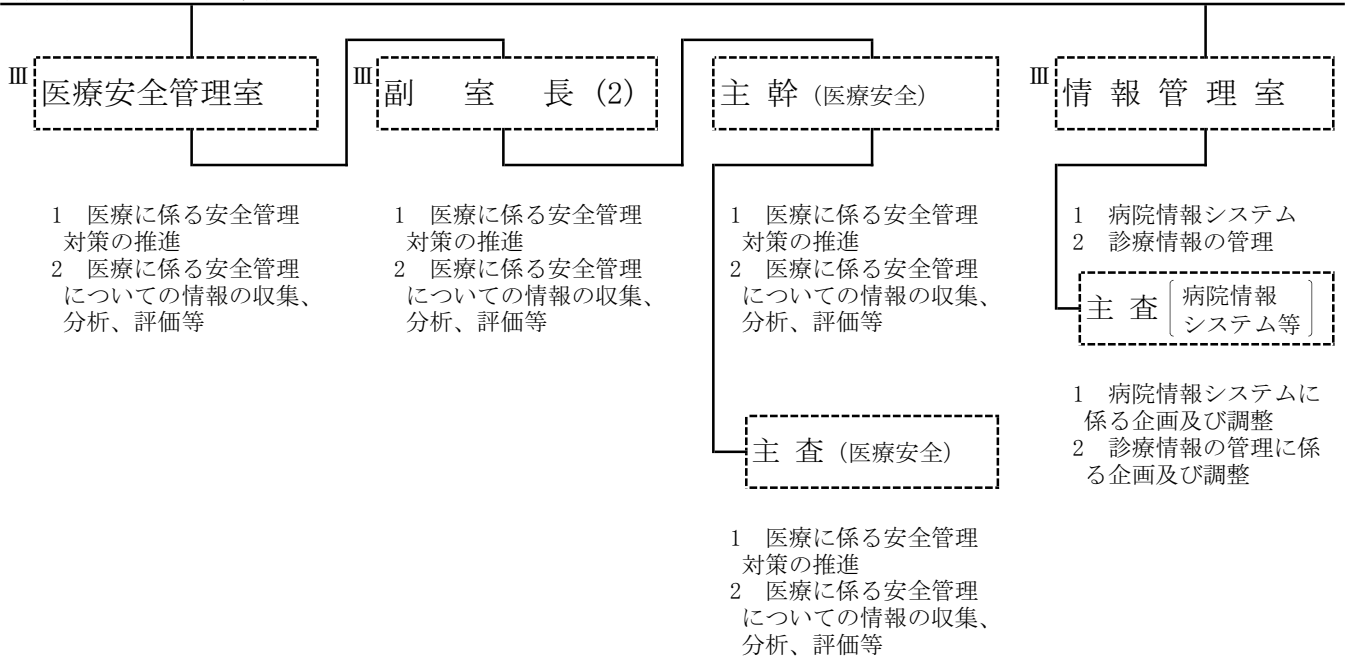 Ⅲ 医療安全管理室
1 医療に係る安全管理
対策の推進
2 医療に係る安全管理
についての情報の収集、
分析、評価等
Ⅲ 副 室 長 (2)
1 医療に係る安全管理
対策の推進
2 医療に係る安全管理
についての情報の収集、
分析、評価等
主 幹 (医療安全)
1 医療に係る安全管理
対策の推進
2 医療に係る安全管理
についての情報の収集、
分析、評価等
主 査 (医療安全)
1 医療に係る安全管理
対策の推進
2 医療に係る安全管理
についての情報の収集、
分析、評価等
Ⅲ 情 報 管 理 室
1 病院情報システム
2 診療情報の管理
主 査 〔病院情報
システム等〕
1 病院情報システムに
係る企画及び調整
2 診療情報の管理に係
る企画及び調整